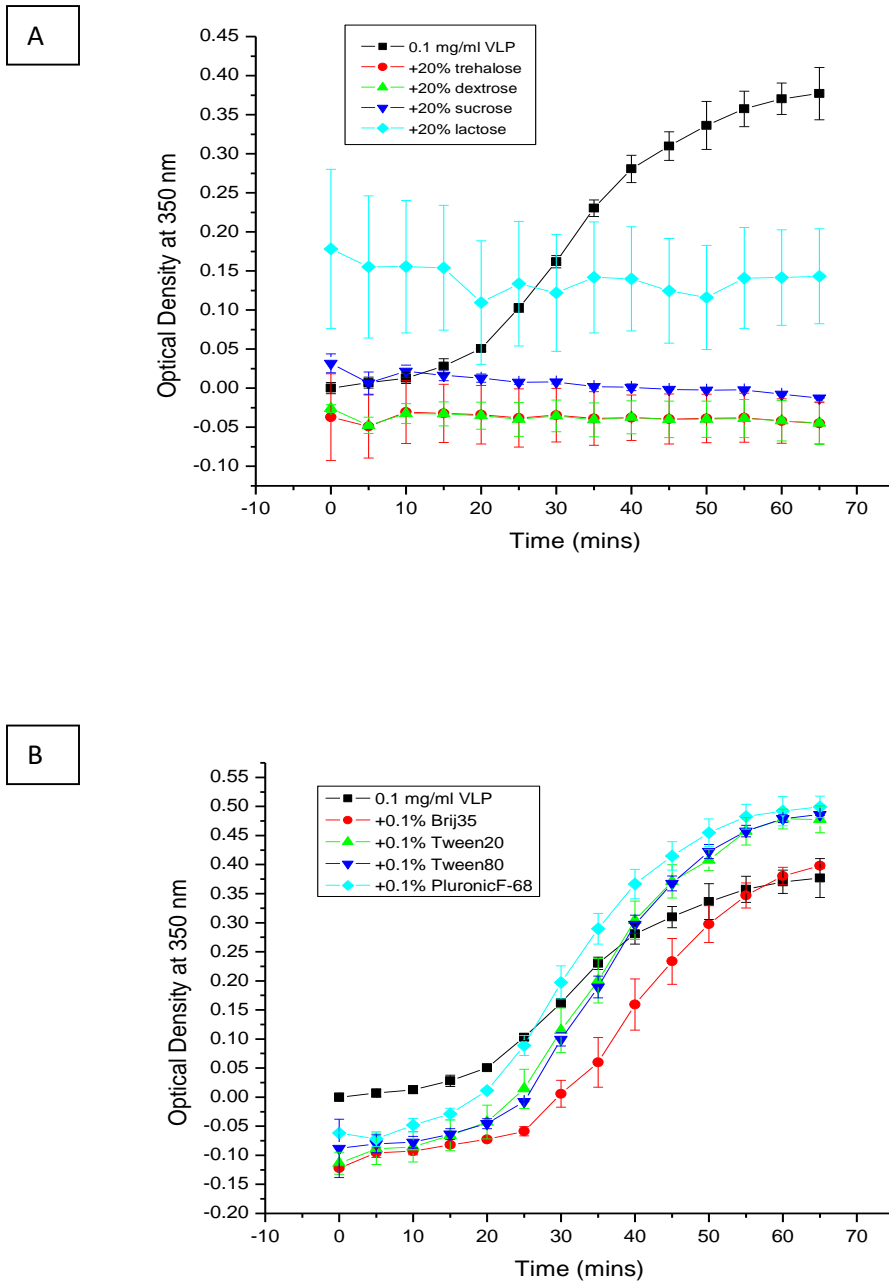 A
0.45
0.40
0.35
0.30
0.25
0.20
0.15
0.10
0.05
0.00
-0.05
-0.10
Optical Density at 350 nm
0.1 mg/ml VLP
+20% trehalose
+20% dextrose
+20% sucrose
+20% lactose
-10 0 10 20 30 40 50 60 70
Time (mins)
B
0.55
0.50
0.45
0.40
0.35
0.30
0.25
0.20
0.15
0.10
0.05
0.00
-0.05
-0.10
-0.15
-0.20
Optical Density at 350 nm
0.1 mg/ml VLP
+0.1% Brij35
+0.1% Tween20
+0.1% Tween80
+0.1% PluronicF-68
-10 0 10 20 30 40 50 60 70
Time (mins)